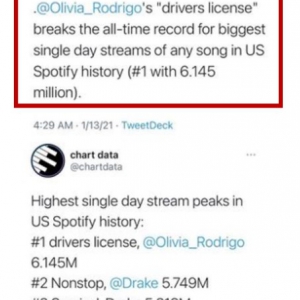 .@Olivia_Rodrigo's "drivers license"
breaks the all-time record for biggest
single day streams of any song in US
Spotify history (#1 with 6.145
million).
4:29 AM · 1/13/21 · TweetDeck
chart data
@chartdata
Highest single day stream peaks in
US Spotify history:
#1 drivers license, @Olivia_Rodrigo
6.145M
#2 Nonstop, @Drake 5.749M